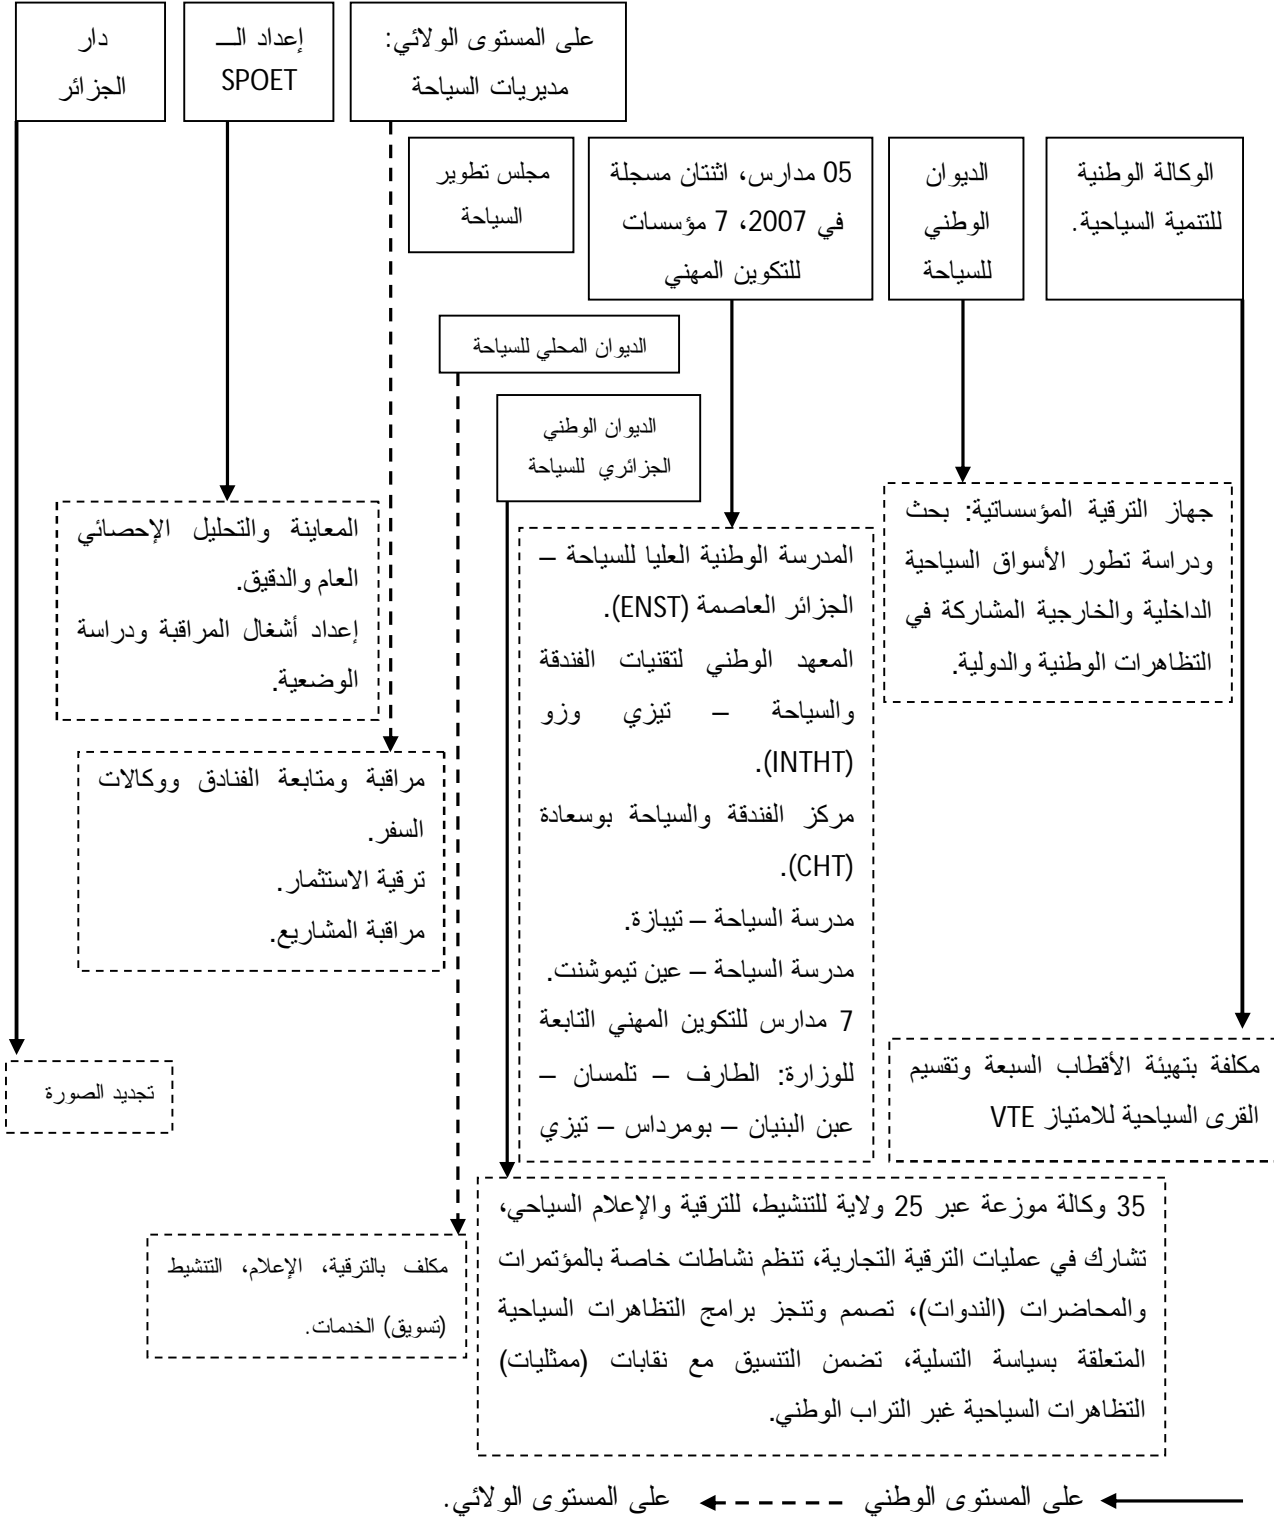 دار
الجزائر
إعداد الــ
SPOET
على المستوى الولائي:
مديريات السياحة
مجلس تطوير
السياحة
05 مدارس، اثنتان مسجلة
في 2007، 7 مؤسسات
للتكوين المهني
الديوان
الوطني
للسياحة
الوكالة الوطنية
للتنمية السياحية.
الديوان المحلي للسياحة
الديوان الوطني
الجزائري للسياحة
المعاينة والتحليل الإحصائي
العام والدقيق.
إعداد أشغال المراقبة ودراسة
الوضعية.
جهاز الترقية المؤسساتية: بحث
ودراسة تطور الأسواق السياحية
الداخلية والخارجية المشاركة في
التظاهرات الوطنية والدولية.
المدرسة الوطنية العليا للسياحة –
الجزائر العاصمة (ENST).
المعهد الوطني لتقنيات الفندقة
والسياحة – تيزي وزو
(INTHT).
مركز الفندقة والسياحة بوسعادة
(CHT).
مدرسة السياحة – تيبازة.
مدرسة السياحة – عين تيموشنت.
7 مدارس للتكوين المهني التابعة
للوزارة: الطارف – تلمسان –
عبن البنيان – بومرداس – تيزي
مراقبة ومتابعة الفنادق ووكالات
السفر.
ترقية الاستثمار.
مراقبة المشاريع.
تجديد الصورة
مكلفة بتهيئة الأقطاب السبعة وتقسيم
القرى السياحية للامتياز VTE
35 وكالة موزعة عبر 25 ولاية للتنشيط، للترقية والإعلام السياحي،
تشارك في عمليات الترقية التجارية، تنظم نشاطات خاصة بالمؤتمرات
والمحاضرات (الندوات)، تصمم وتنجز برامج التظاهرات السياحية
المتعلقة بسياسة التسلية، تضمن التنسيق مع نقابات (ممثليات)
التظاهرات السياحية غبر التراب الوطني.
مكلف بالترقية، الإعلام، التنشيط
(تسويق) الخدمات.
على المستوى الوطني
على المستوى الولائي.